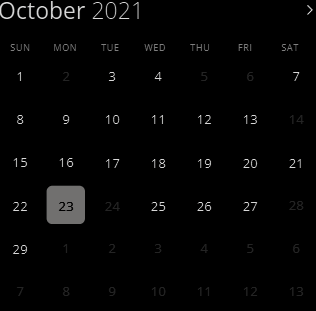 October 2021
SUN MON TUE WED THU FRI SAT
1 2 3 4 5 6 7
8 9 10 11 12 13 14
15 16 17 18 19 20 21
22 23 24 25 26 27 28
29 1 2 3 4 5 6
7 8 9 10 11 12 13